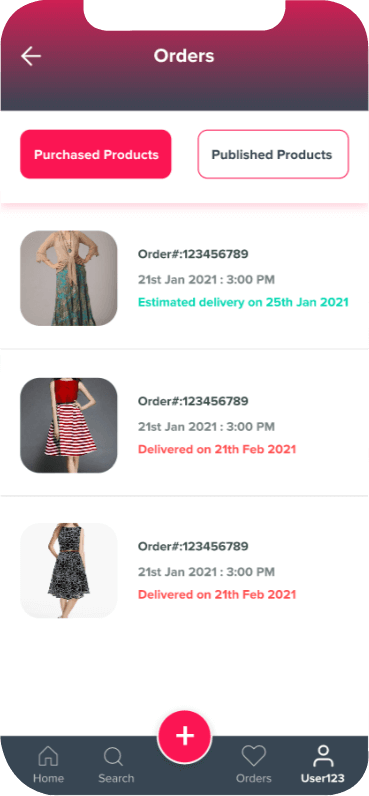 Orders
Purchased Products
Published Products
Order#:123456789
21st Jan 2021 : 3:00 PM
Estimated delivery on 25th Jan 2021
Order#:123456789
21st Jan 2021 : 3:00 PM
Delivered on 21th Feb 2021
Order#:123456789
21st Jan 2021 : 3:00 PM
Delivered on 21th Feb 2021
+
Home
Search
Orders
User123